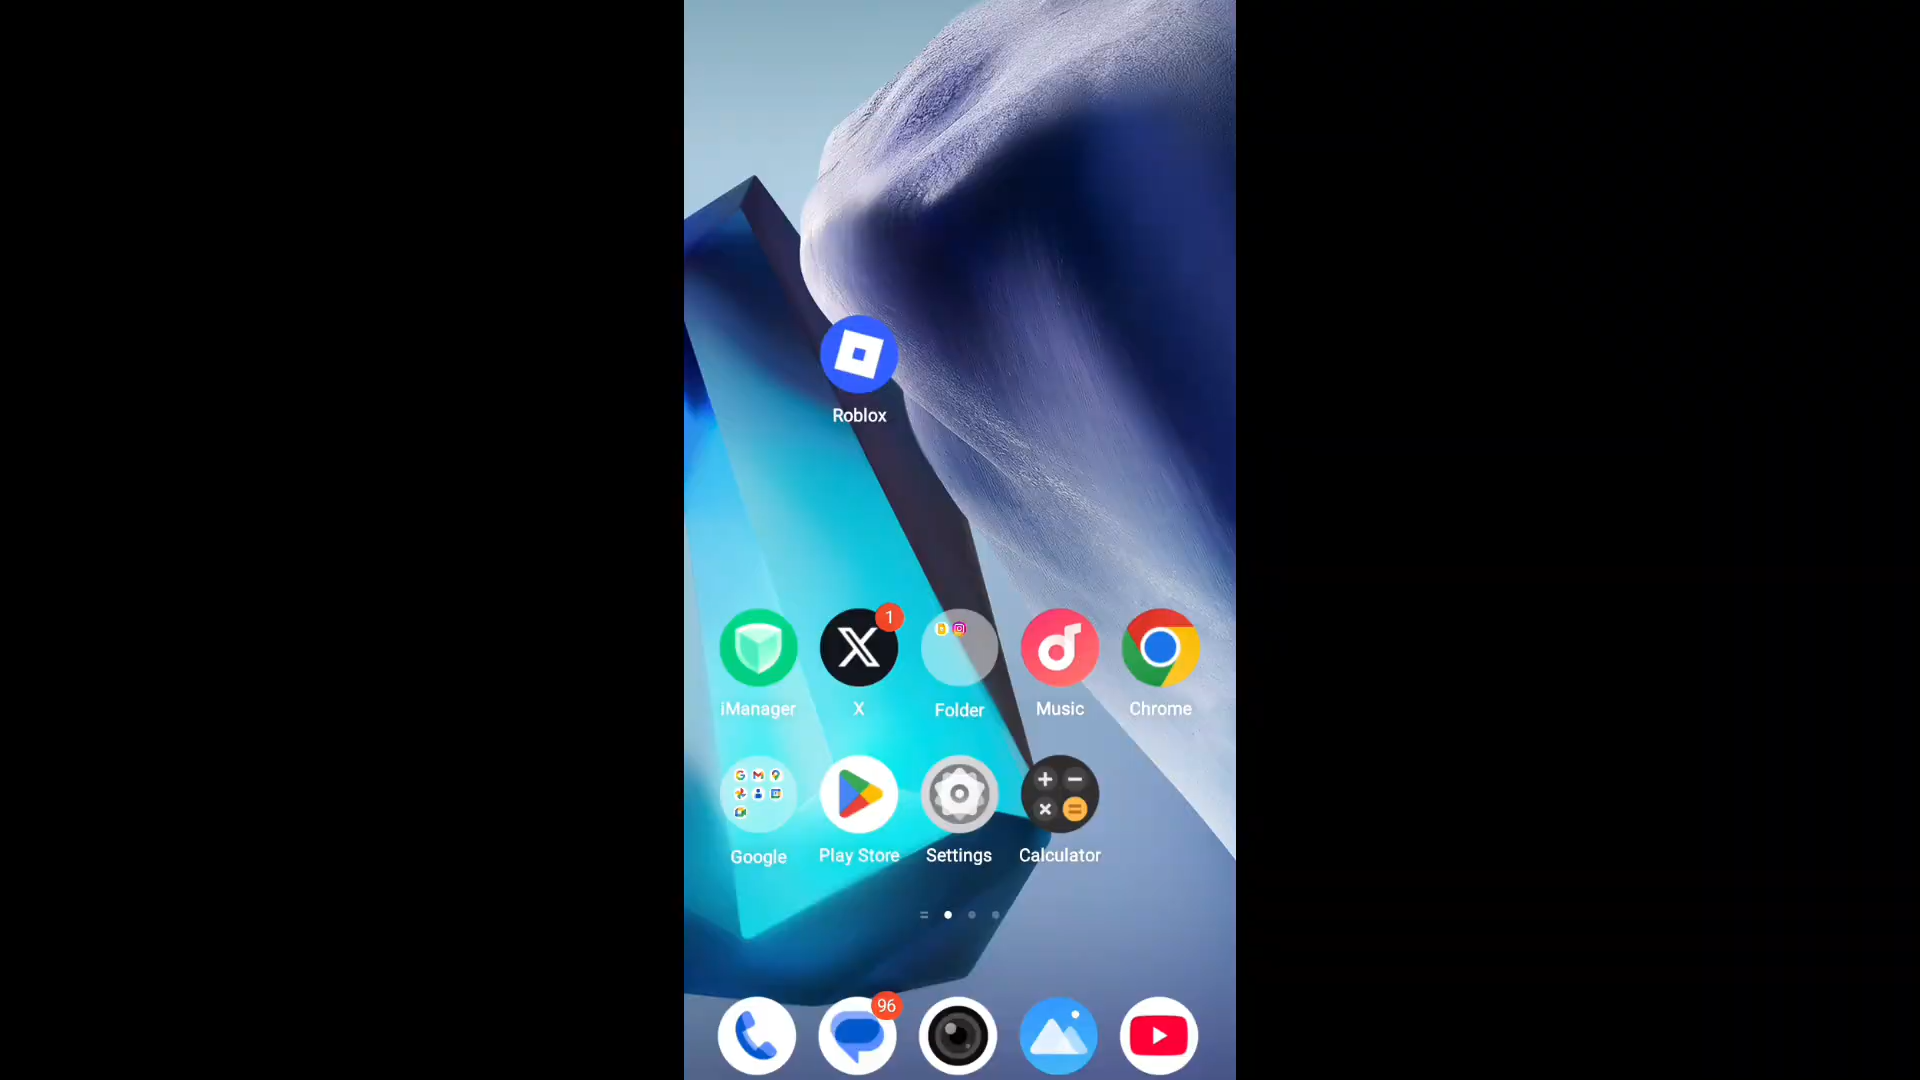 Roblox
1
iManager X Folder Music Chrome
Google Play Store Settings Calculator
96